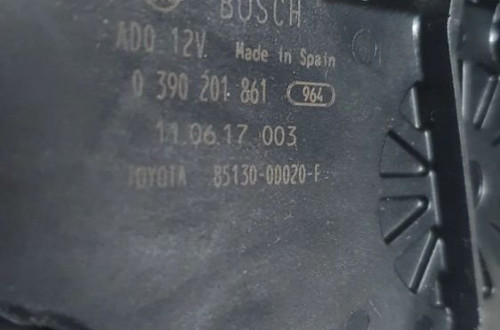 BOSCH
ADO 12V Made in Spain
0 390 201 861 964
11.06.17 003
TOYOTA 85130-0D020-F